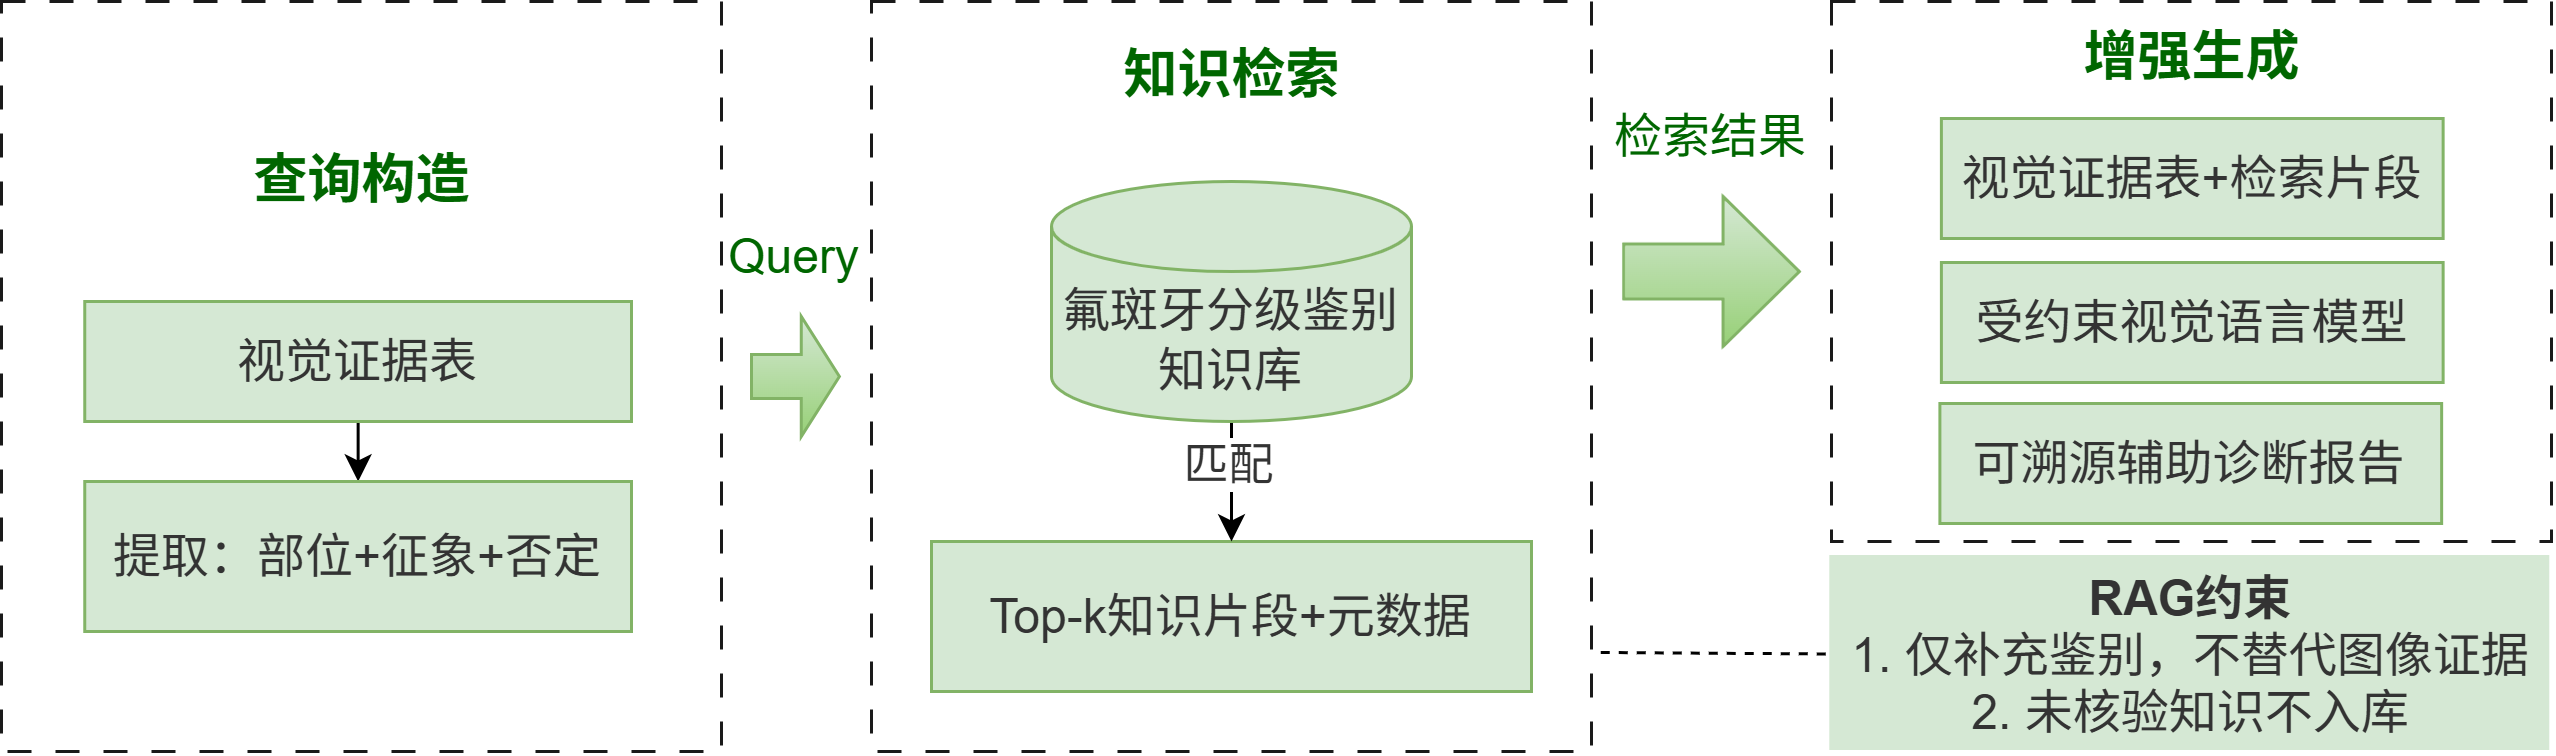 查询构造
视觉证据表
提取：部位+征象+否定
Query
知识检索
氟斑牙分级鉴别
知识库
匹配
Top-k知识片段+元数据
检索结果
增强生成
视觉证据表+检索片段
受约束视觉语言模型
可溯源辅助诊断报告
RAG约束
1. 仅补充鉴别，不替代图像证据
2. 未核验知识不入库